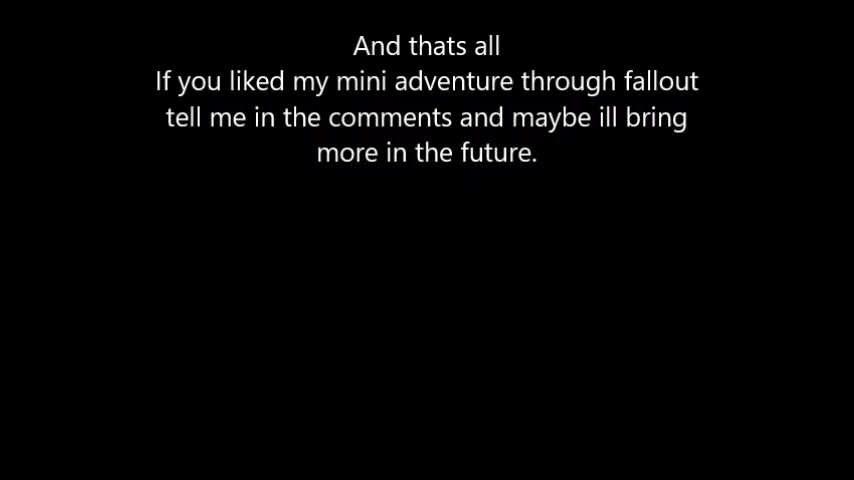 And thats all
If you liked my mini adventure through fallout
tell me in the comments and maybe ill bring
more in the future.